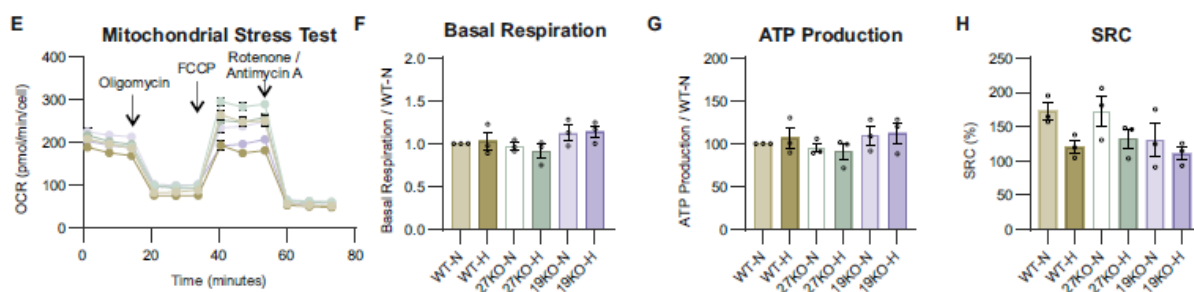 E
Mitochondrial Stress Test
Oligomycin
FCCP
Rotenone /
Antimycin A
OCR (pmol/min/cell)
400
300
200
100
0
0
20
40
60
80
Time (minutes)
F
Basal Respiration
Basal Respiration / WT-N
2.0
1.5
1.0
0.5
0.0
WT-N
WT-H
27KO-N
27KO-H
19KO-N
19KO-H
G
ATP Production
ATP Production / WT-N
200
150
100
50
0
WT-N
WT-H
27KO-N
27KO-H
19KO-N
19KO-H
H
SRC
SRC (%)
250
200
150
100
50
0
WT-N
WT-H
27KO-N
27KO-H
19KO-N
19KO-H